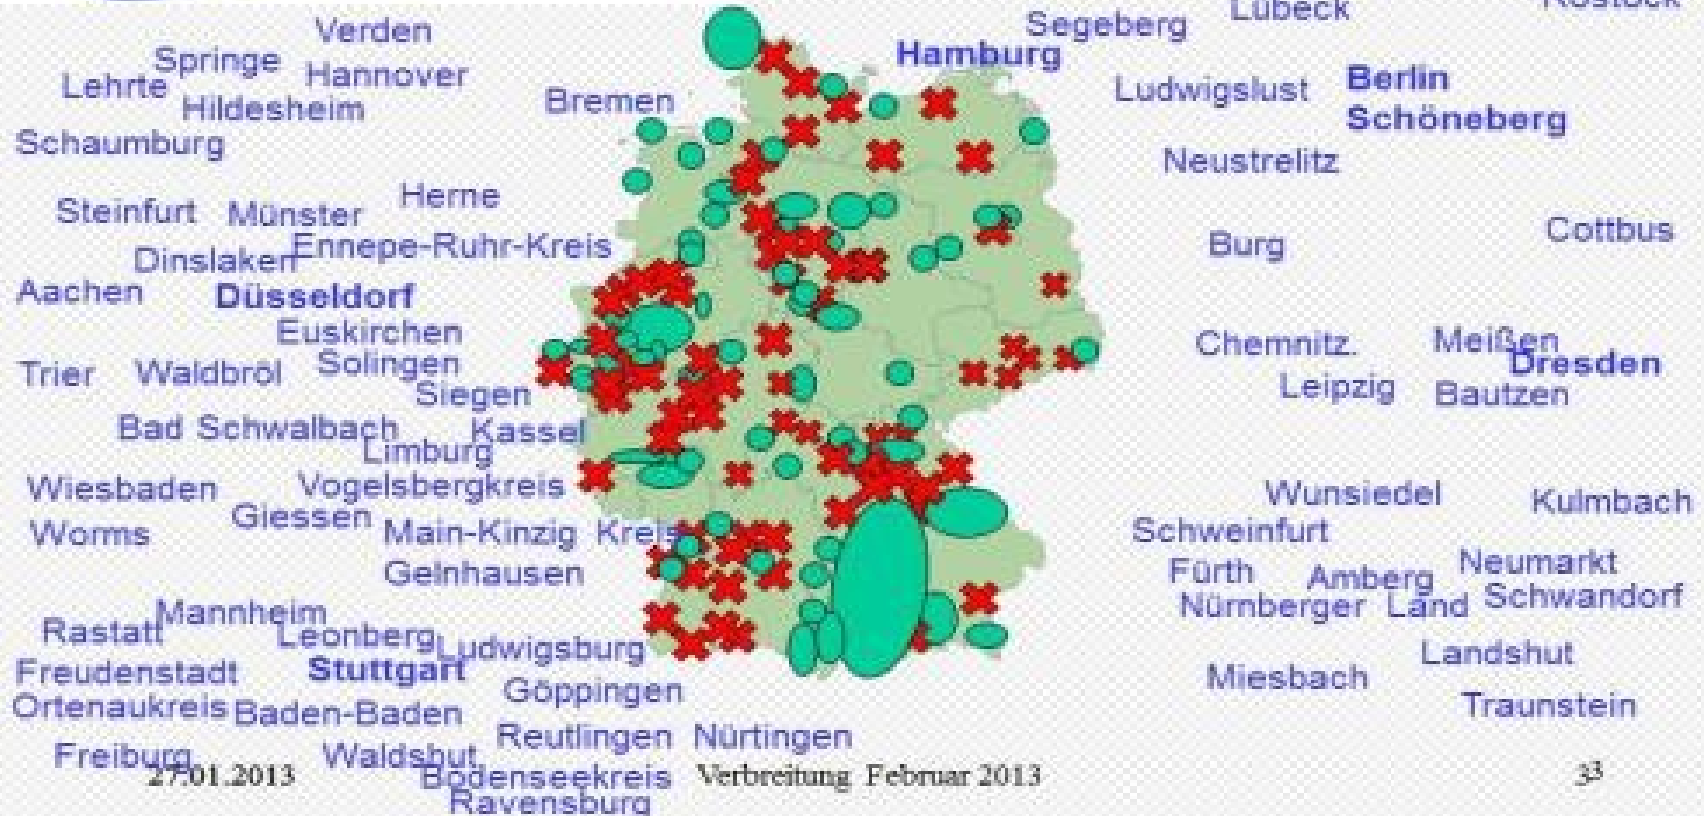 Lübeck
Rostock
Verden
Segeberg
Springe
Hamburg
Lehrte
Hannover
Berlin
Hildesheim
Bremen
Ludwigslust
Schöneberg
Schaumburg
Neustrelitz
Herne
Steinfurt
Münster
Cottbus
Ennepe-Ruhr-Kreis
Burg
Dinslaken
Aachen
Düsseldorf
Euskirchen
Chemnitz.
Meißen
Solingen
Dresden
Trier
Waldbröl
Siegen
Leipzig
Bautzen
Bad Schwalbach
Kassel
Limburg
Wiesbaden
Vogelsbergkreis
Wunsiedel
Kulmbach
Giessen
Worms
Main-Kinzig Kreis
Schweinfurt
Gelnhausen
Fürth
Amberg
Neumarkt
Nürnberger Land
Schwandorf
Mannheim
Rastatt
Leonberg
Ludwigsburg
Landshut
Freudenstadt
Stuttgart
Miesbach
Göppingen
Ortenaukreis
Baden-Baden
Traunstein
Reutlingen
Nürtingen
Freiburg
Waldshut
27.01.2013
Bodenseekreis
Verbreitung Februar 2013
33
Ravensburg